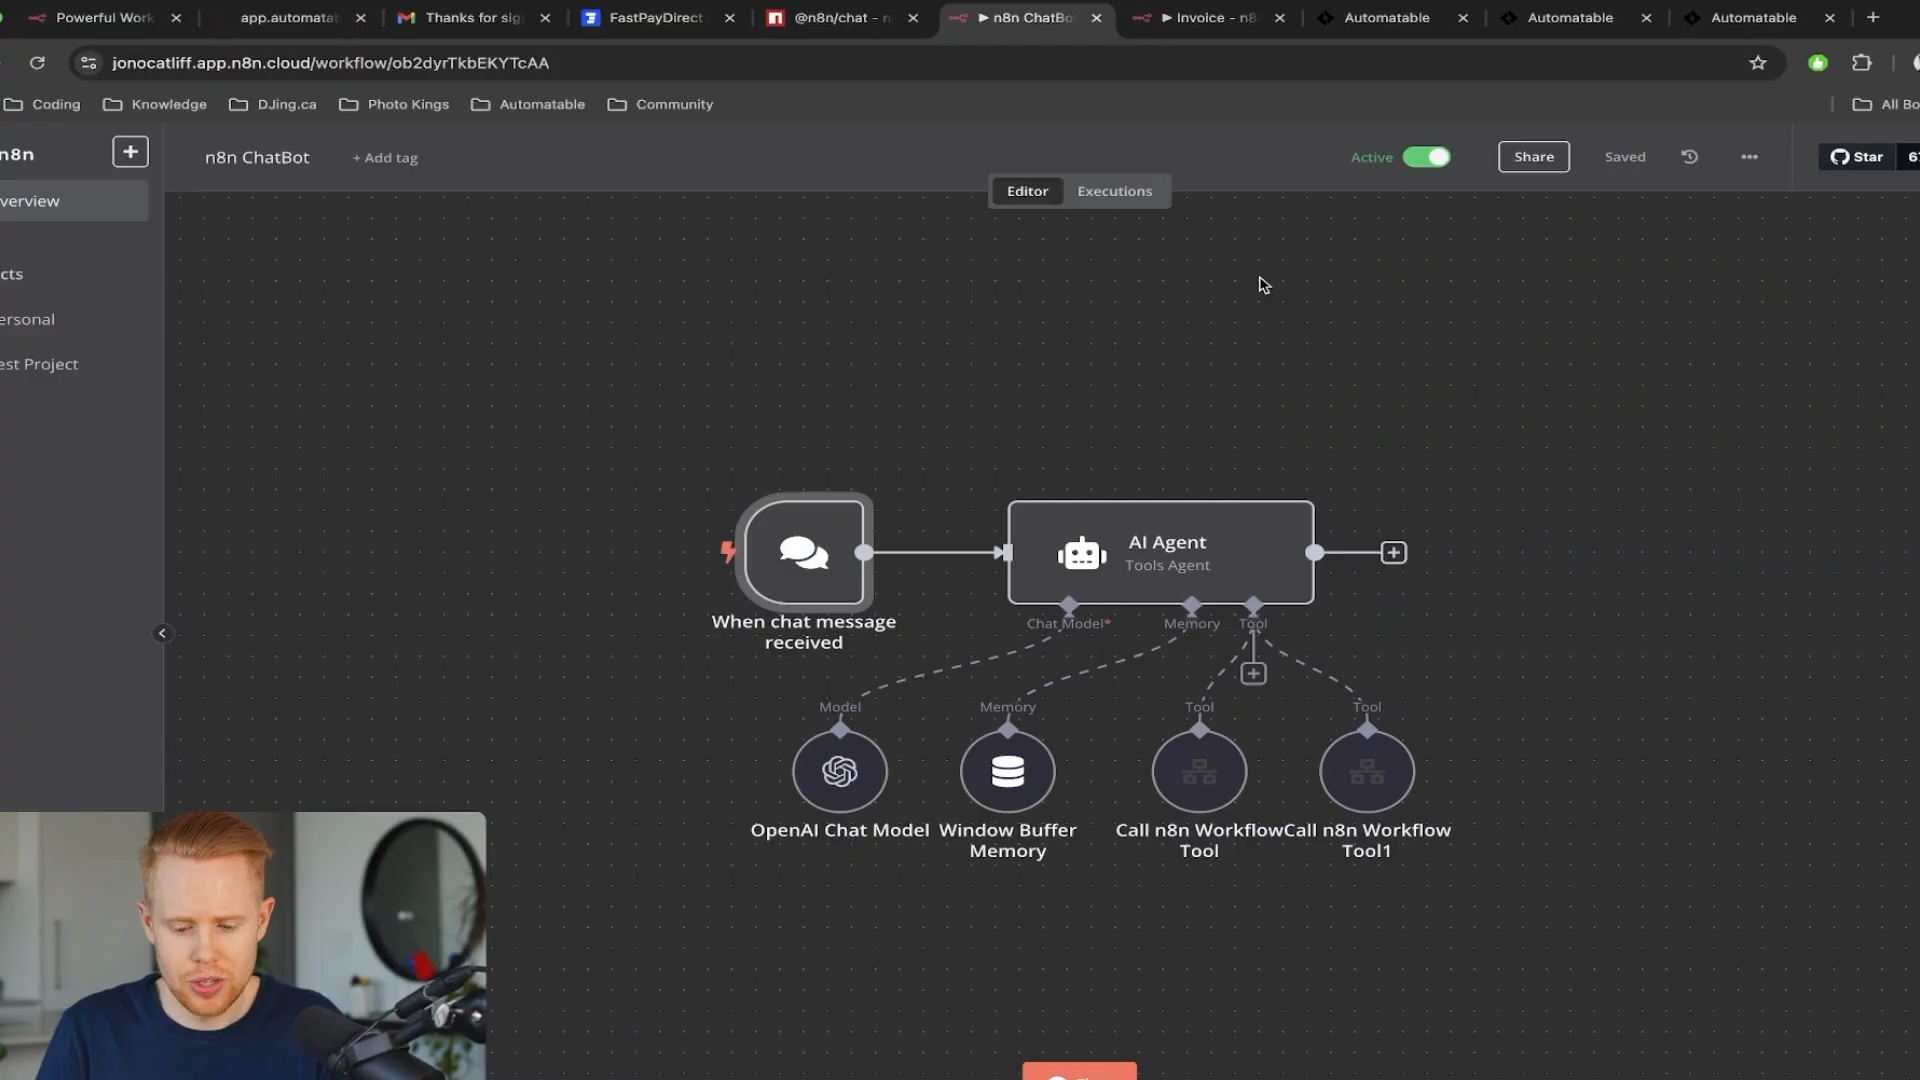 Powerful Work
app.automatab
Thanks for sig
FastPayDirect
@n8n/chat - n
n8n ChatBo
Invoice - n8
Automatable
Automatable
Automatable
jonocatliff.app.n8n.cloud/workflow/ob2dyrTkbEKYTcAA
Coding
Knowledge
DJing.ca
Photo Kings
Automatable
Community
All Bo
n8n
n8n ChatBot
+ Add tag
Active
Share
Saved
Star
Editor
Executions
verview
cts
ersonal
est Project
AI Agent
Tools Agent
When chat message
received
Chat Model*
Memory
Tool
Model
Memory
Tool
Tool
OpenAI Chat Model
Window Buffer
Memory
Call n8n Workflow
Tool
Call n8n Workflow
Tool1